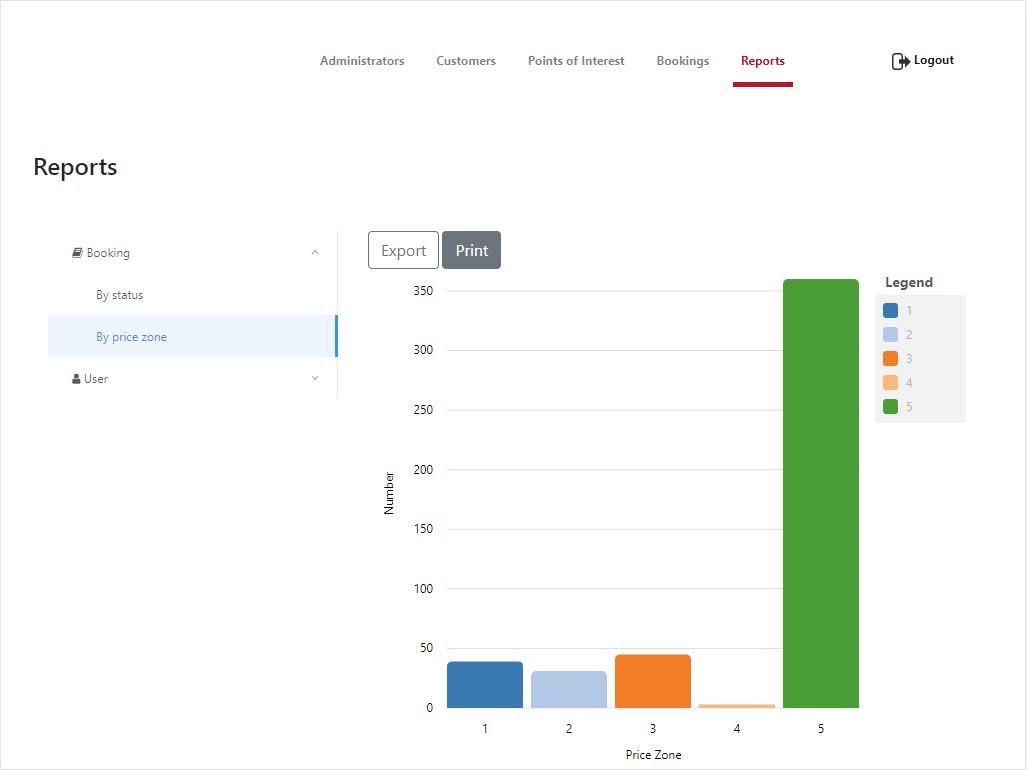 Administrators Customers Points of Interest Bookings Reports Logout
Reports
Booking
By status
By price zone
User
Export Print
350
300
250
200
150
100
50
0
Number
1 2 3 4 5
Price Zone
Legend
1
2
3
4
5